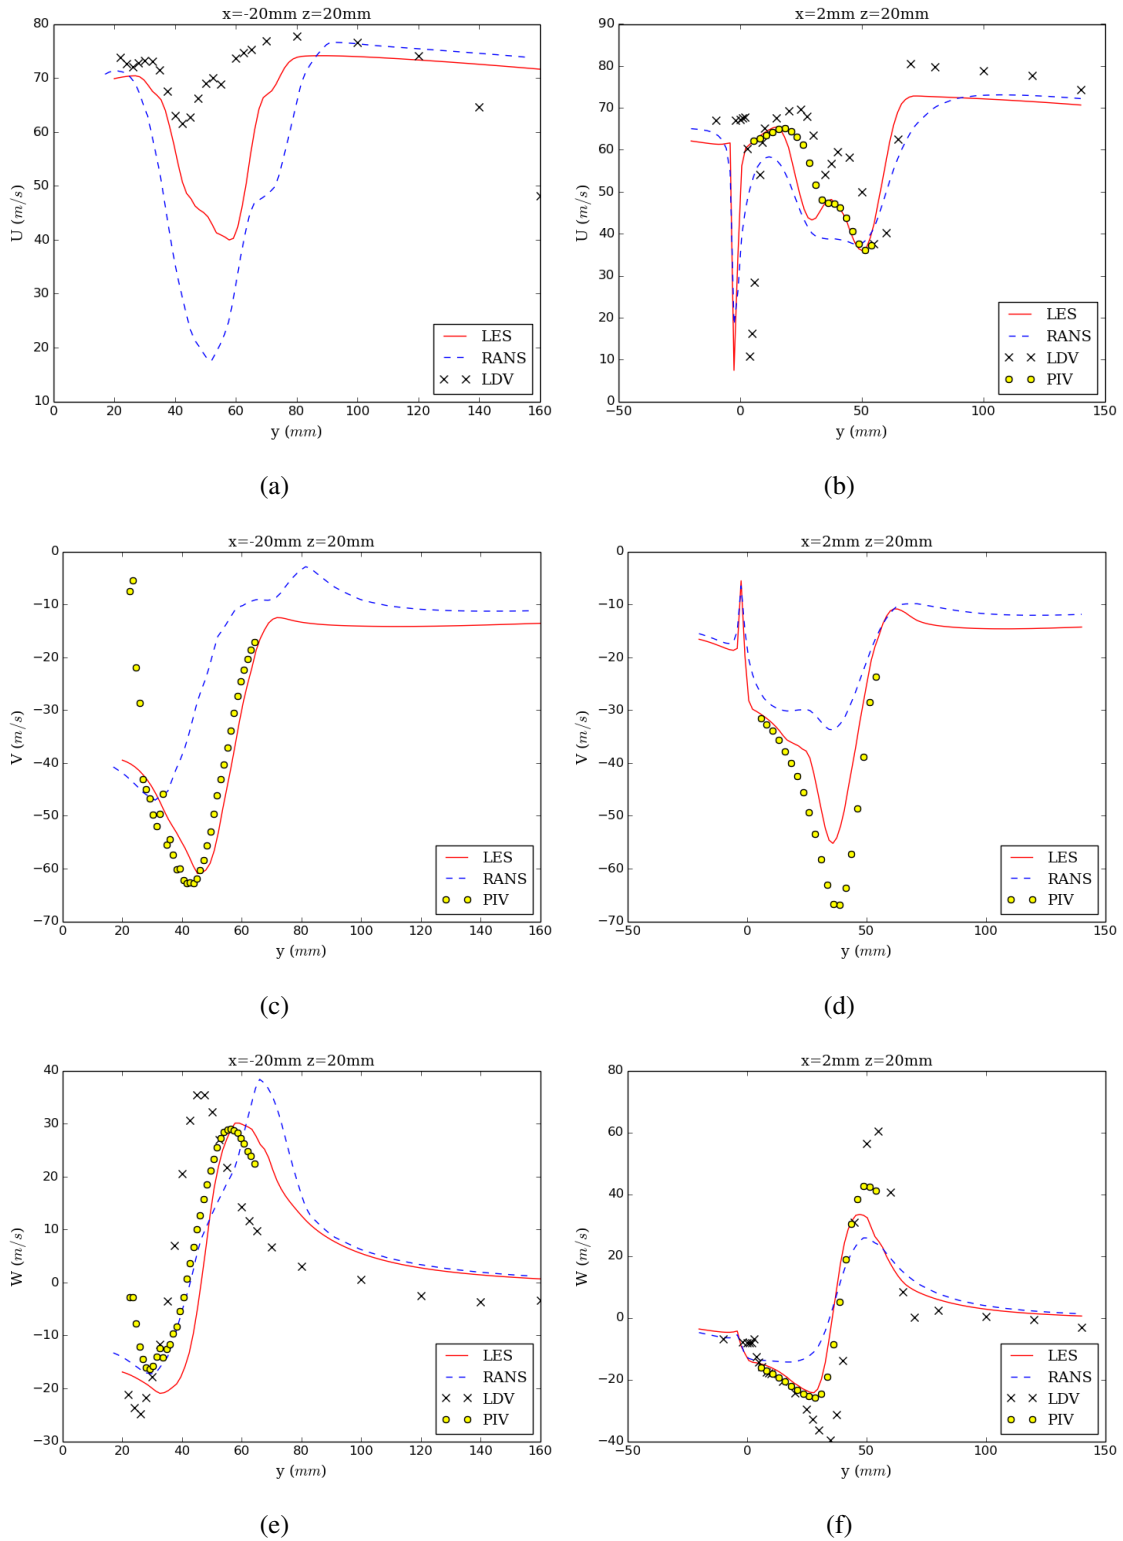 x=-20mm z=20mm
80
70
60
50
40
30
20
10
0 20 40 60 80 100 120 140 160
U (m/s)
y (mm)
LES
RANS
LDV
(a)
x=2mm z=20mm
90
80
70
60
50
40
30
20
10
0
−50 0 50 100 150
U (m/s)
y (mm)
LES
RANS
LDV
PIV
(b)
x=-20mm z=20mm
0
−10
−20
−30
−40
−50
−60
−70
0 20 40 60 80 100 120 140 160
V (m/s)
y (mm)
LES
RANS
PIV
(c)
x=2mm z=20mm
0
−10
−20
−30
−40
−50
−60
−70
−50 0 50 100 150
V (m/s)
y (mm)
LES
RANS
PIV
(d)
x=-20mm z=20mm
40
30
20
10
0
−10
−20
−30
0 20 40 60 80 100 120 140 160
W (m/s)
y (mm)
LES
RANS
LDV
PIV
(e)
x=2mm z=20mm
80
60
40
20
0
−20
−40
−50 0 50 100 150
W (m/s)
y (mm)
LES
RANS
LDV
PIV
(f)